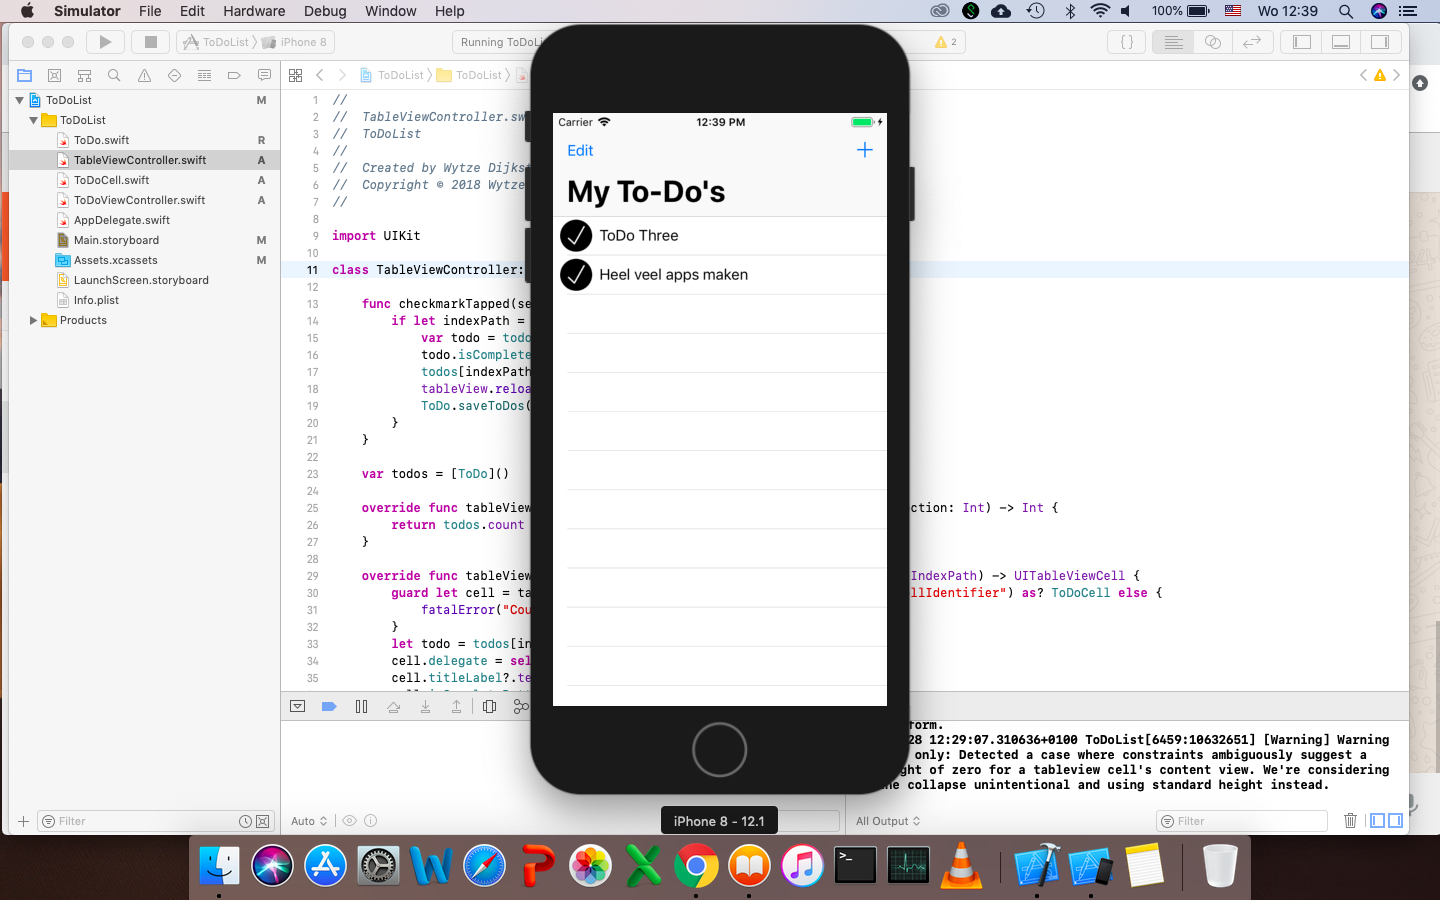 Simulator File Edit Hardware Debug Window Help 100% Wo 12:39
ToDoList iPhone 8 Running ToDoLi 2
ToDoList ToDoList
ToDoList M
ToDoList
ToDo.swift R
TableViewController.swift A
ToDoCell.swift A
ToDoViewController.swift A
AppDelegate.swift
Main.storyboard M
Assets.xcassets M
LaunchScreen.storyboard
Info.plist
Products
Filter
1 //
2 // TableViewController.sw
3 // ToDoList
4 //
5 // Created by Wytze Dijks
6 // Copyright © 2018 Wytze
7 //
8
9 import UIKit
10
11 class TableViewController:
12
13 func checkmarkTapped(se
14 if let indexPath =
15 var todo = todo
16 todo.isComplete
17 todos[indexPath
18 tableView.reloa
19 ToDo.saveToDos(
20 }
21 }
22
23 var todos = [ToDo]()
24
25 override func tableView ction: Int) -> Int {
26 return todos.count
27 }
28
29 override func tableView IndexPath) -> UITableViewCell {
30 guard let cell = ta llIdentifier") as? ToDoCell else {
31 fatalError("Cou
32 }
33 let todo = todos[in
34 cell.delegate = sel
35 cell.titleLabel?.te
Carrier 12:39 PM
Edit +
My To-Do's
ToDo Three
Heel veel apps maken
form.
28 12:29:07.310636+0100 ToDoList[6459:10632651] [Warning] Warning
only: Detected a case where constraints ambiguously suggest a
ght of zero for a tableview cell's content view. We're considering
collapse unintentional and using standard height instead.
Auto
All Output
Filter
iPhone 8 - 12.1